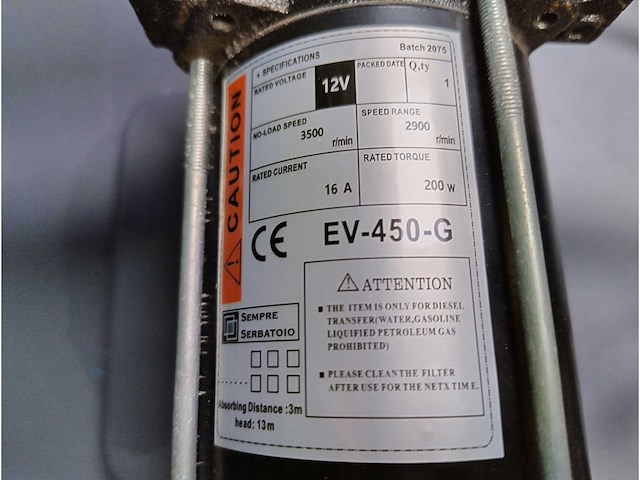 Batch 2075
SPECIFICATIONS
RATED VOLTAGE 12V PACKED DATE Q,ty 1
NO-LOAD SPEED 3500 r/min SPEED RANGE 2900 r/min
RATED CURRENT 16 A RATED TORQUE 200 w
CAUTION
CE EV-450-G
ATTENTION
THE ITEM IS ONLY FOR DIESEL
TRANSFER(WATER,GASOLINE
LIQUIFIED PETROLEUM GAS
PROHIBITED)
PLEASE CLEAN THE FILTER
AFTER USE FOR THE NETX TIME.
SEMPRE
SERBATOIO
Absorbing Distance :3m
head: 13m